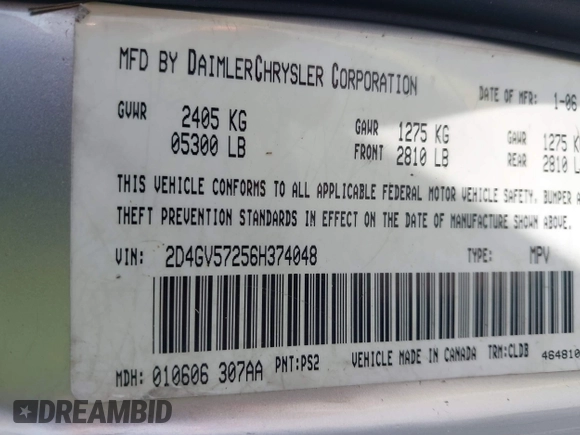 MFD BY DAIMLERCHRYSLER CORPORATION
DATE OF MFR: 1-06
GVWR 2405 KG
05300 LB
GAWR 1275 KG
FRONT 2810 LB
GAWR 1275 K
REAR 2810 L
THIS VEHICLE CONFORMS TO ALL APPLICABLE FEDERAL MOTOR VEHICLE SAFETY, BUMPER A
THEFT PREVENTION STANDARDS IN EFFECT ON THE DATE OF MANUFACTURE SHOWN ABOVE.
VIN: 2D4GV57256H374048 TYPE: MPV
MDH: 010606 307AA PNT:PS2 VEHICLE MADE IN CANADA TRM:CLDB 464810
DREAMBID